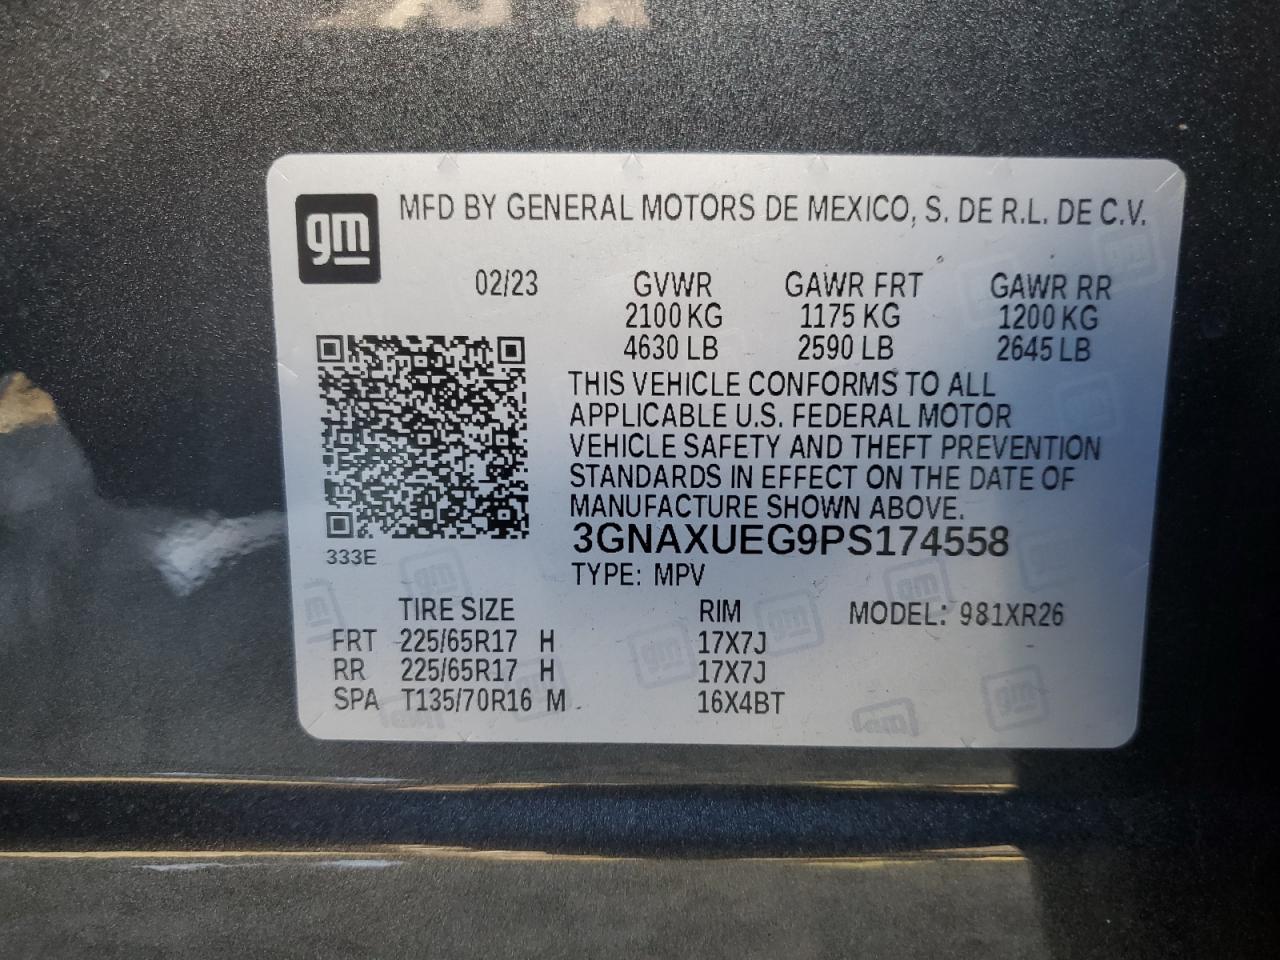 gm
MFD BY GENERAL MOTORS DE MEXICO, S. DE R.L. DE C.V.
02/23 GVWR GAWR FRT GAWR RR
2100 KG 1175 KG 1200 KG
4630 LB 2590 LB 2645 LB
THIS VEHICLE CONFORMS TO ALL
APPLICABLE U.S. FEDERAL MOTOR
VEHICLE SAFETY AND THEFT PREVENTION
STANDARDS IN EFFECT ON THE DATE OF
MANUFACTURE SHOWN ABOVE.
3GNAXUEG9PS174558
333E
TYPE: MPV
TIRE SIZE RIM MODEL: 981XR26
FRT 225/65R17 H 17X7J
RR 225/65R17 H 17X7J
SPA T135/70R16 M 16X4BT